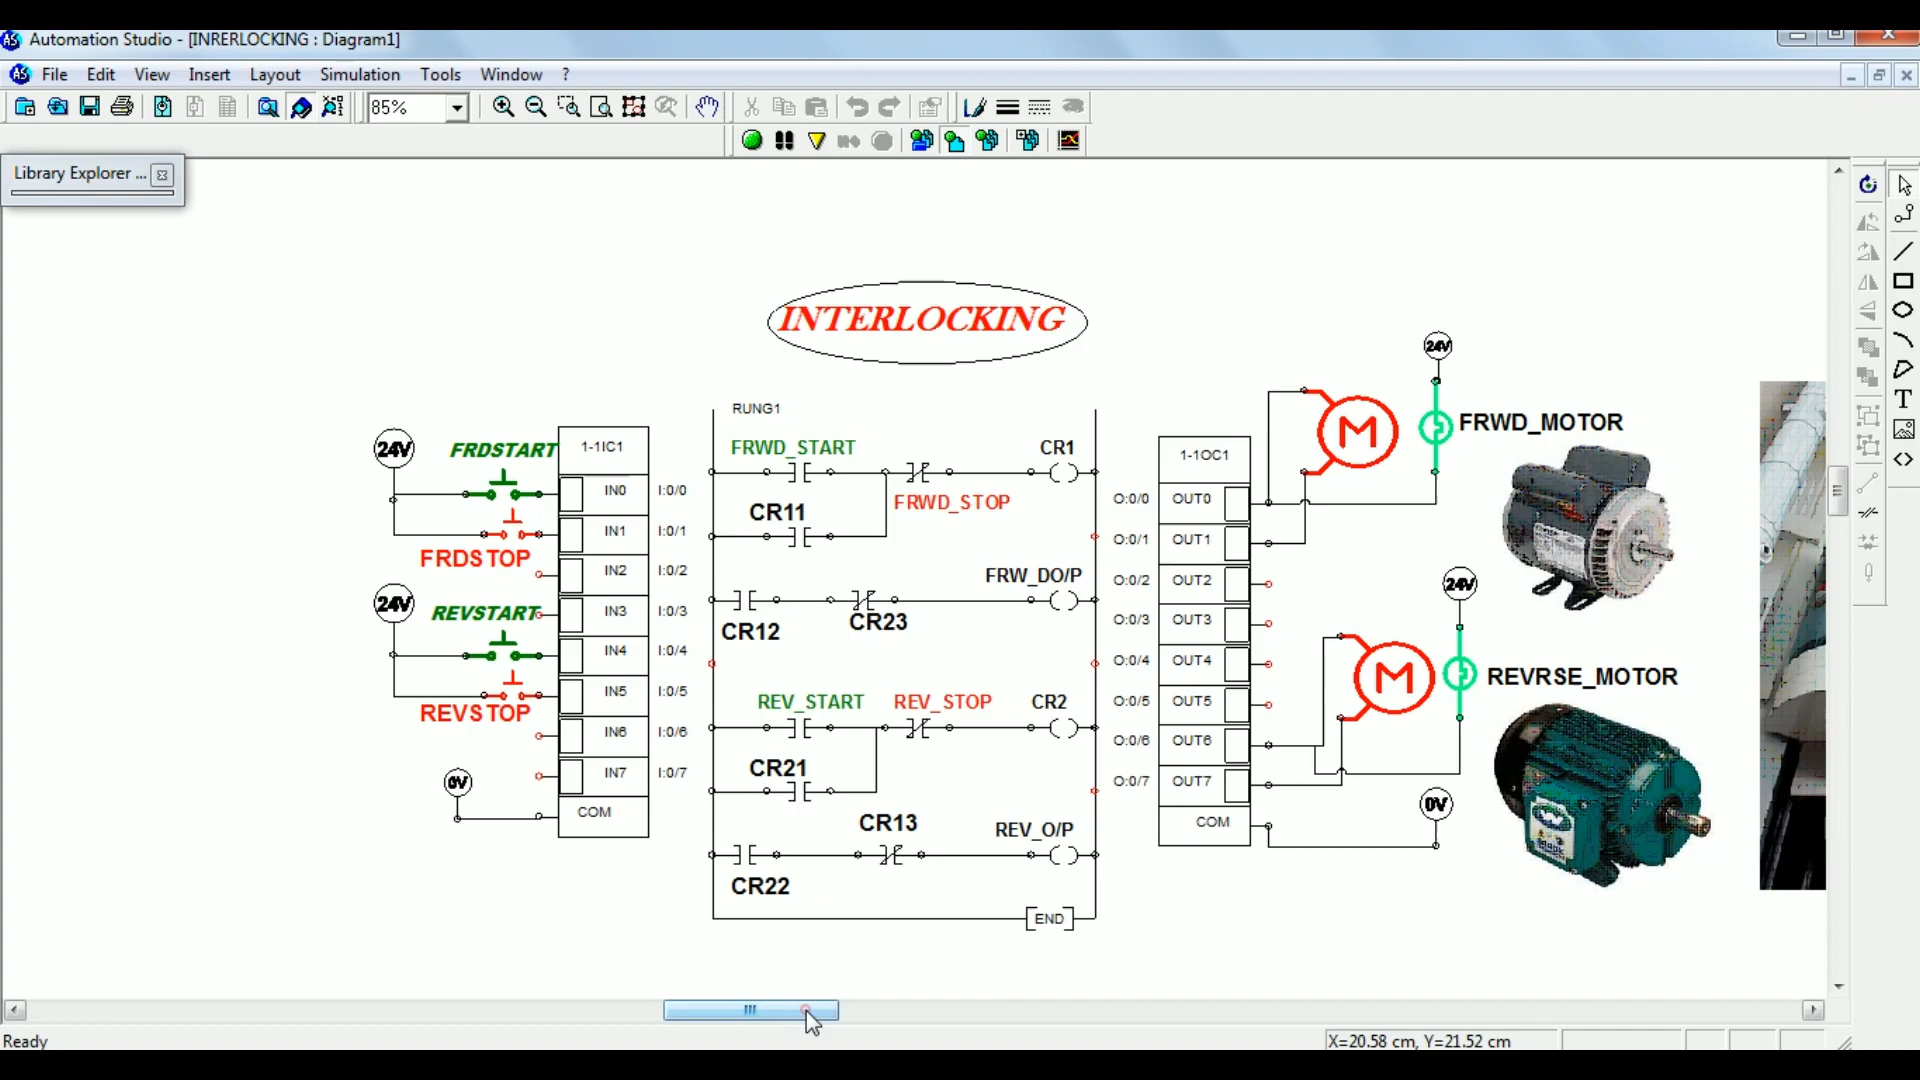 Automation Studio - [INRERLOCKING : Diagram1]
File Edit View Insert Layout Simulation Tools Window ?
85%
Library Explorer ...
INTERLOCKING
24V
FRDSTART
FRDSTOP
24V
REVSTART
REVSTOP
0V
1-1IC1
IN0 I:0/0
IN1 I:0/1
IN2 I:0/2
IN3 I:0/3
IN4 I:0/4
IN5 I:0/5
IN6 I:0/6
IN7 I:0/7
COM
RUNG1
FRWD_START CR1
FRWD_STOP
CR11
FRW_DO/P
CR12 CR23
REV_START REV_STOP CR2
CR21
CR13 REV_O/P
CR22
END
1-1OC1
O:0/0 OUT0
O:0/1 OUT1
O:0/2 OUT2
O:0/3 OUT3
O:0/4 OUT4
O:0/5 OUT5
O:0/6 OUT6
O:0/7 OUT7
COM
24V
M
FRWD_MOTOR
24V
M
REVRSE_MOTOR
0V
Ready
X=20.58 cm, Y=21.52 cm